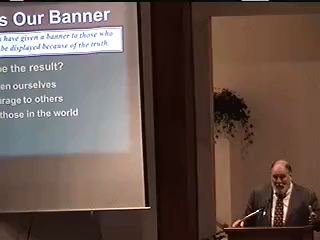 s Our Banner
have given a banner to those who
be displayed because of the truth.
be the result?
en ourselves
urage to others
those in the world